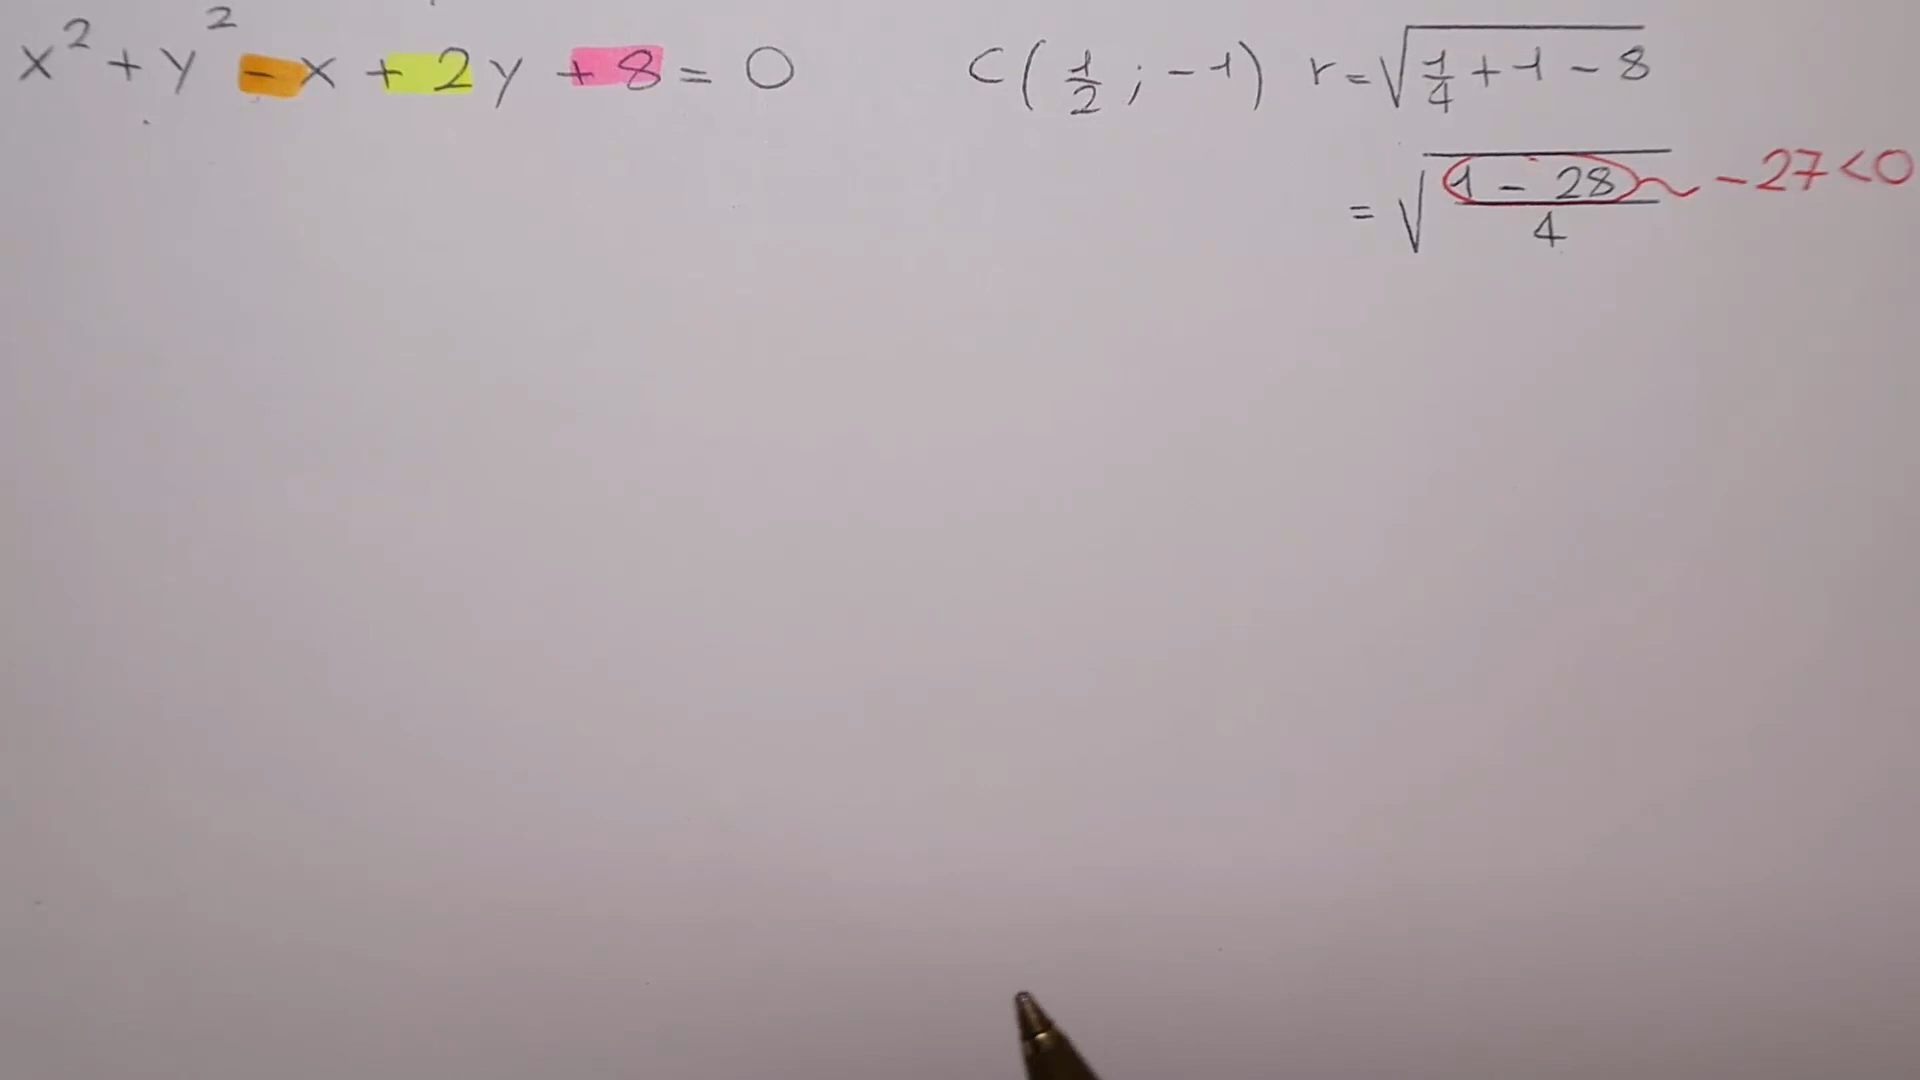 x² + y² - x + 2y + 8 = 0
C(1/2 ; -1) r = √(1/4 + 1 - 8)
= √((1 - 28)/4) ~ -27 < 0